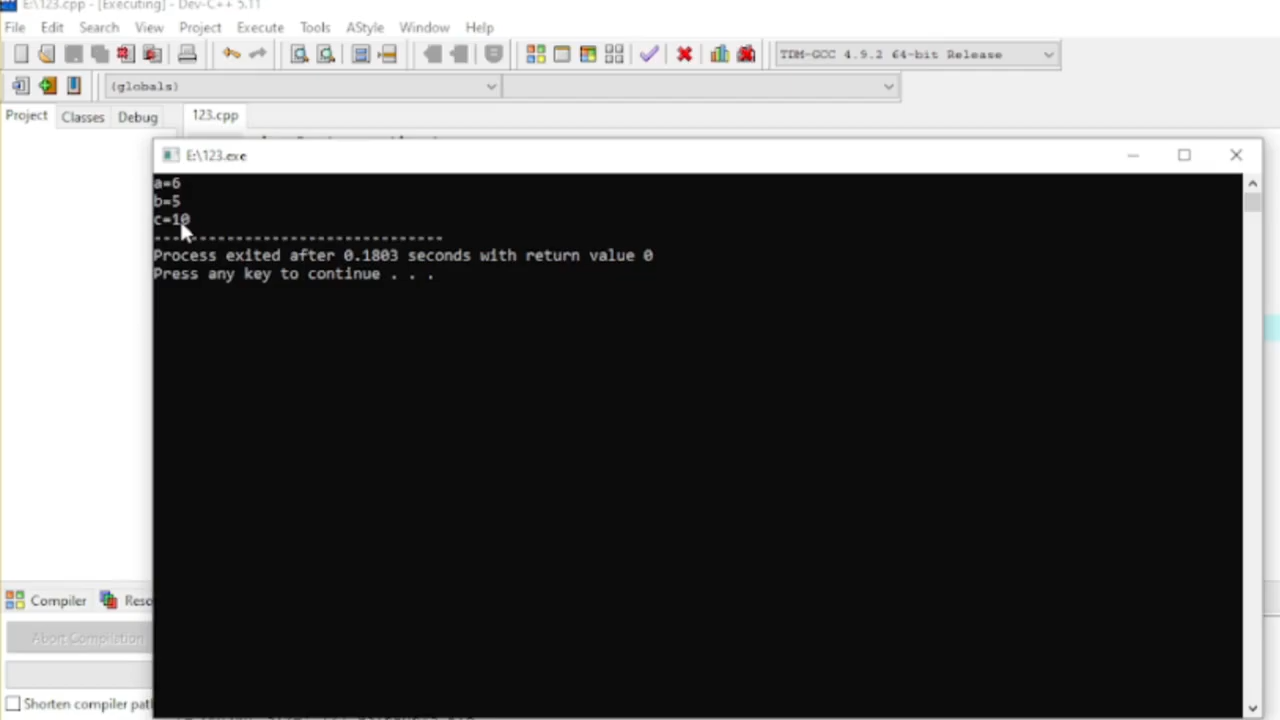 E:\123.cpp - [Executing] - Dev-C++ 5.11
File Edit Search View Project Execute Tools AStyle Window Help
TDM-GCC 4.9.2 64-bit Release
(globals)
Project Classes Debug 123.cpp
E:\123.exe
a=6
b=5
c=10
--------------------------------
Process exited after 0.1803 seconds with return value 0
Press any key to continue . . .
Compiler Reso
Abort Compilation
Shorten compiler pat